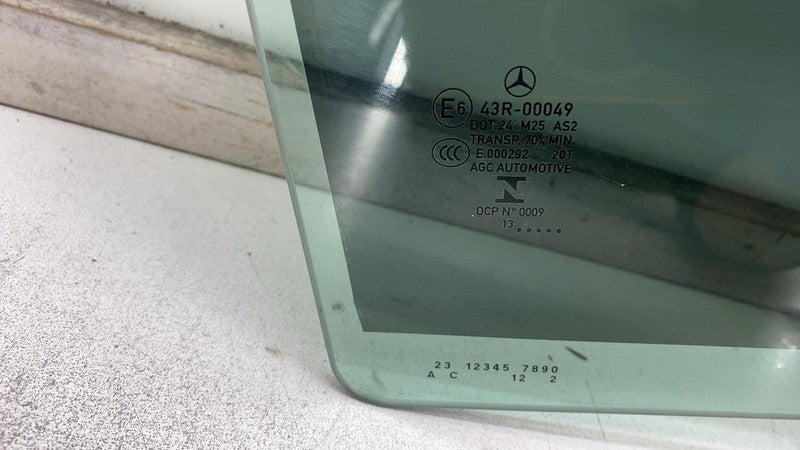 E6 43R-00049
DOT-24 M25 AS2
TRANSP. 70% MIN.
CCC E 000292 20T
AGC AUTOMOTIVE
N
OCP N° 0009
13.....
23 12345 7890
A C 12 2